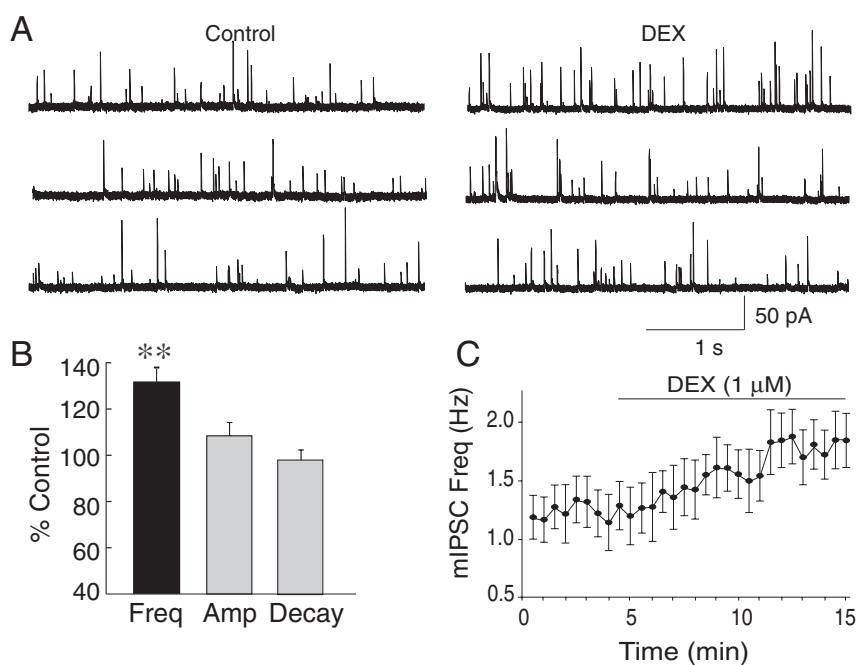 A
Control
DEX
50 pA
1 s
B
**
140
120
100
80
60
40
% Control
Freq Amp Decay
C
DEX (1 μM)
mIPSC Freq (Hz)
2.0
1.5
1.0
0.5
0 5 10 15
Time (min)